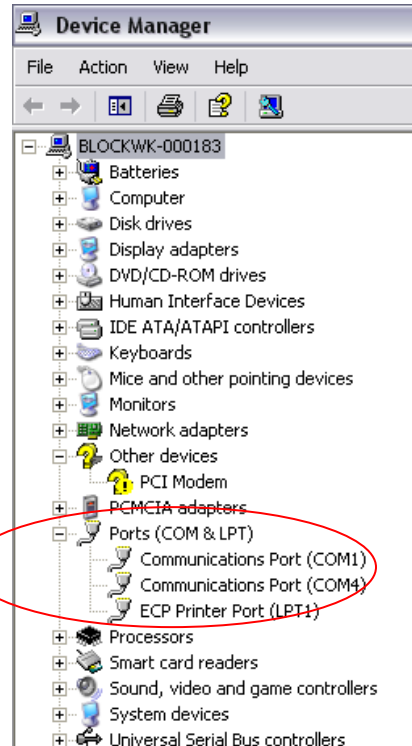 Device Manager
File Action View Help
BLOCKWK-000183
Batteries
Computer
Disk drives
Display adapters
DVD/CD-ROM drives
Human Interface Devices
IDE ATA/ATAPI controllers
Keyboards
Mice and other pointing devices
Monitors
Network adapters
Other devices
PCI Modem
PCMCIA adapters
Ports (COM & LPT)
Communications Port (COM1)
Communications Port (COM4)
ECP Printer Port (LPT1)
Processors
Smart card readers
Sound, video and game controllers
System devices
Universal Serial Bus controllers